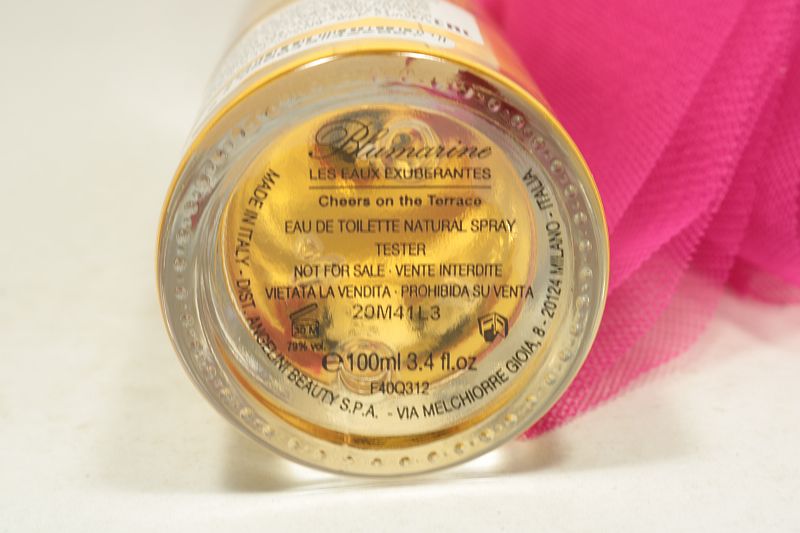 Blumarine
LES EAUX EXUBERANTES
Cheers on the Terrace
EAU DE TOILETTE NATURAL SPRAY
TESTER
NOT FOR SALE · VENTE INTERDITE
VIETATA LA VENDITA · PROHIBIDA SU VENTA
20M41L3
79% vol.
e 100ml 3.4 fl.oz
F40Q312
MADE IN ITALY - DIST. ANGELINI BEAUTY S.P.A. - VIA MELCHIORRE GIOIA, 8 - 20124 MILANO - ITALIA